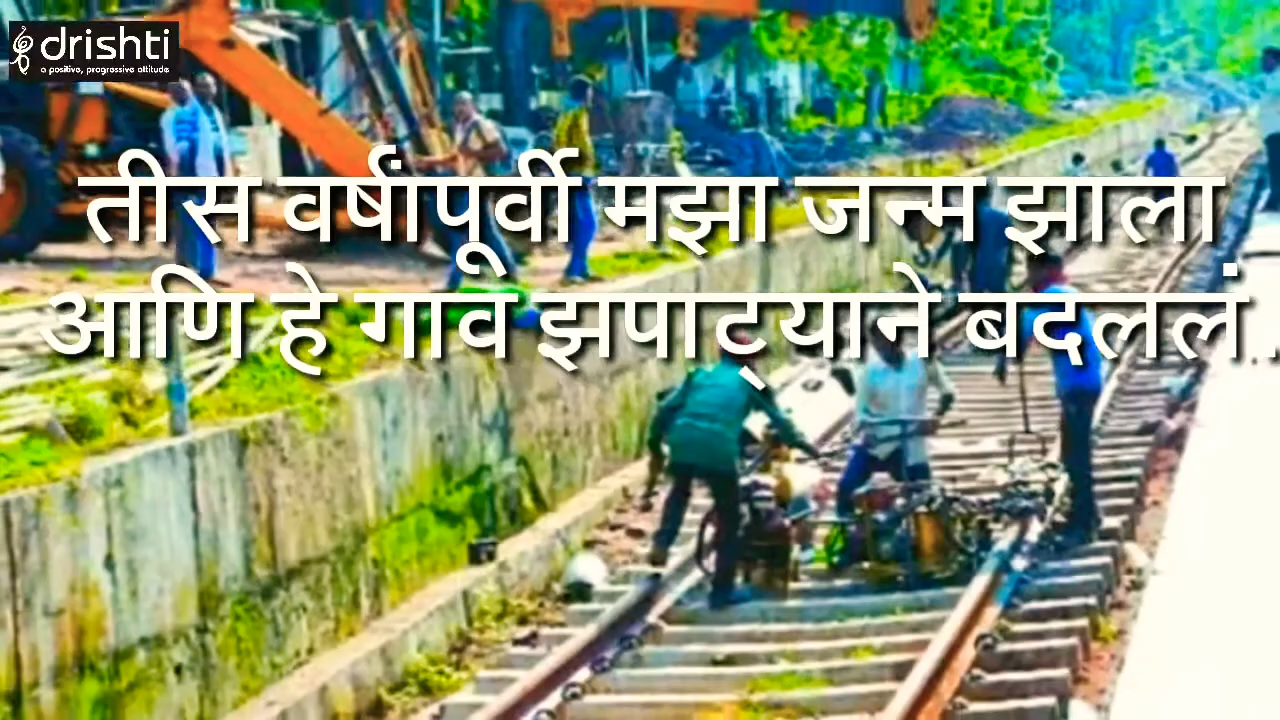 drishti
a positive, progressive attitude
तीस वर्षांपूर्वी मझा जन्म झाला
आणि हे गाव झपाट्याने बदललं..